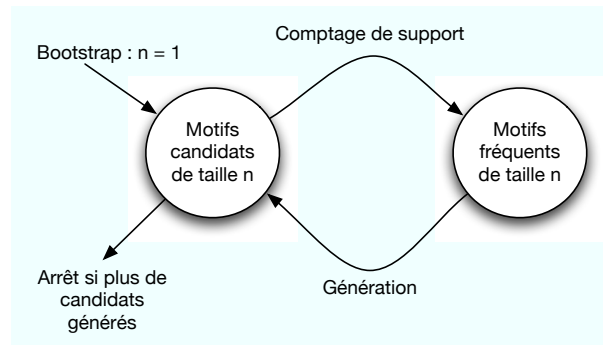 Comptage de support
Bootstrap : n = 1
Motifs
candidats
de taille n
Motifs
fréquents
de taille n
Arrêt si plus de
candidats
générés
Génération